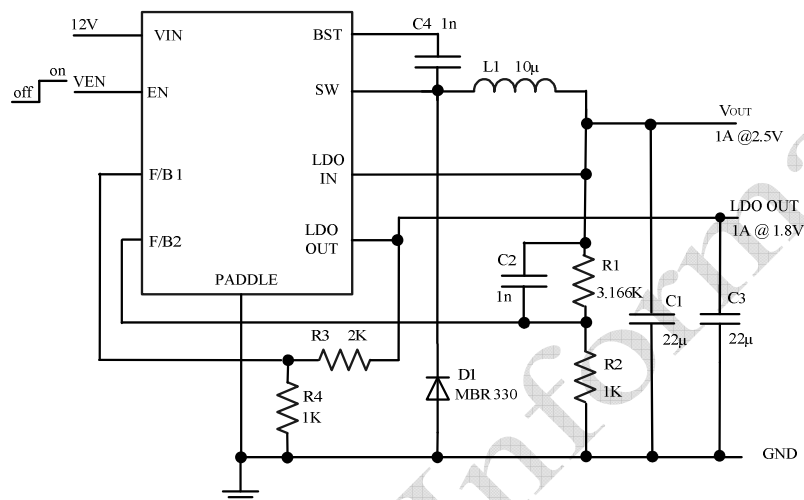 12V
VIN
BST
C4 1n
on
off
VEN
EN
SW
L1 10μ
VOUT
1A @2.5V
F/B 1
LDO
IN
F/B2
LDO
OUT
LDO OUT
1A @ 1.8V
PADDLE
C2
1n
R1
3.166K
C1
22μ
C3
22μ
R3 2K
R4
1K
D1
MBR 330
R2
1K
GND